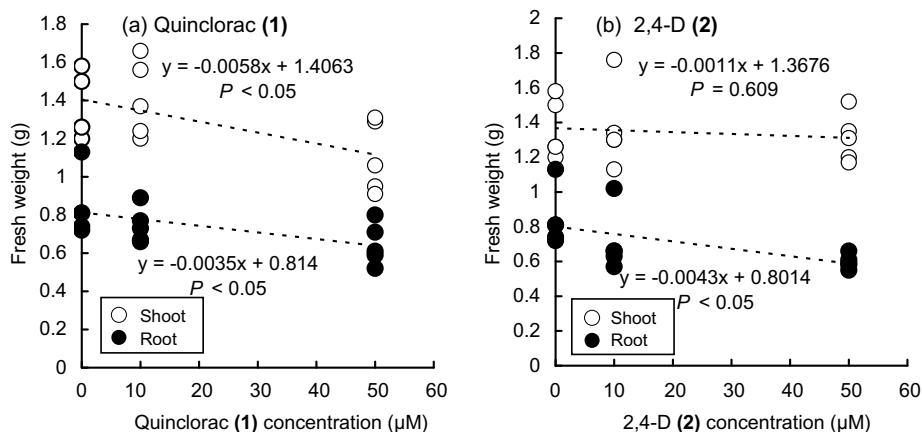 (a) Quinclorac (1)
y = -0.0058x + 1.4063
P < 0.05
y = -0.0035x + 0.814
P < 0.05
Shoot
Root
Fresh weight (g)
1.8
1.6
1.4
1.2
1
0.8
0.6
0.4
0.2
0
0 10 20 30 40 50 60
Quinclorac (1) concentration (μM)
(b) 2,4-D (2)
y = -0.0011x + 1.3676
P = 0.609
y = -0.0043x + 0.8014
P < 0.05
Shoot
Root
Fresh weight (g)
2
1.8
1.6
1.4
1.2
1
0.8
0.6
0.4
0.2
0
0 10 20 30 40 50 60
2,4-D (2) concentration (μM)